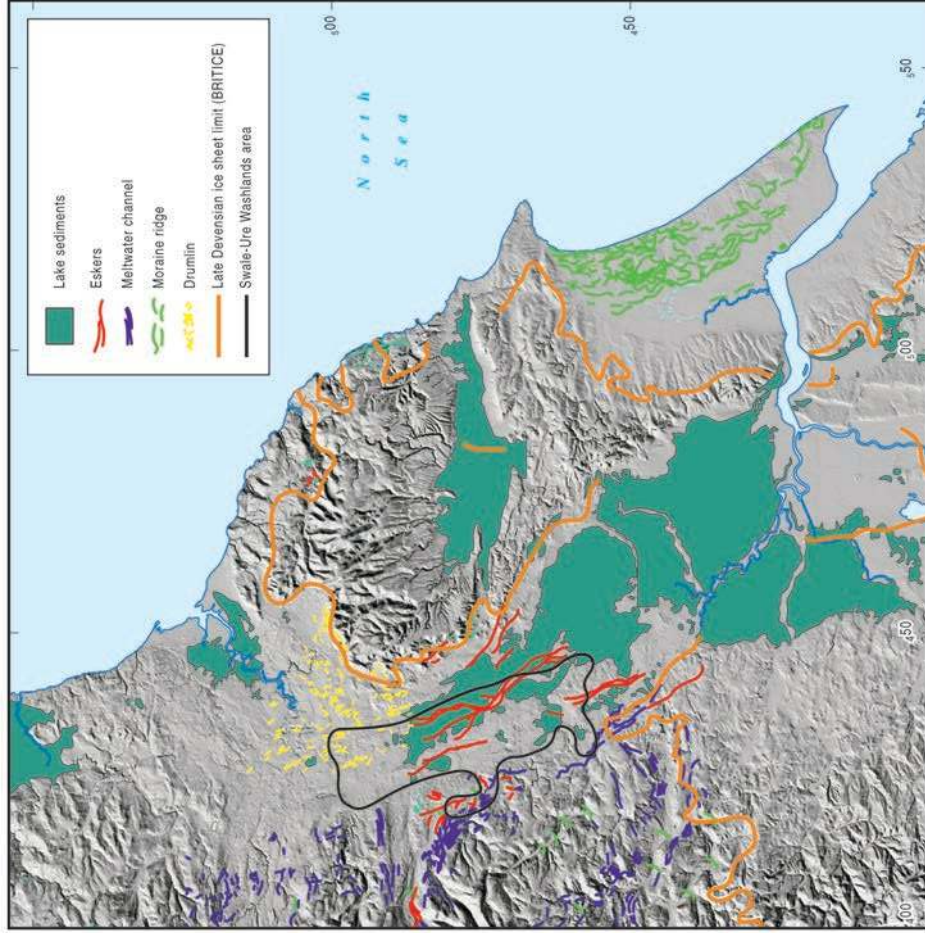 Lake sediments
Eskers
Meltwater channel
Moraine ridge
Drumlin
Late Devensian ice sheet limit (BRITICE)
Swale-Ure Washlands area
North
Sea
500
450
400
450
500
550